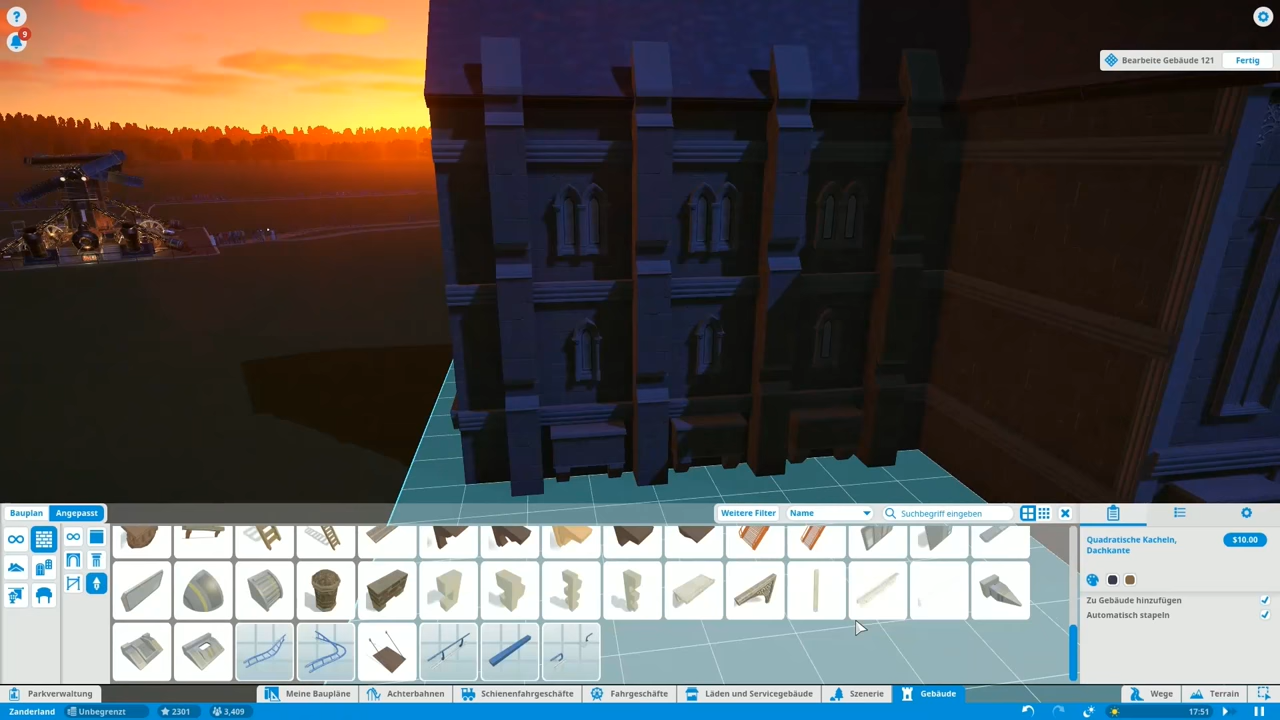 ?
9
Bearbeite Gebäude 121
Fertig
Bauplan
Angepasst
Weitere Filter
Name
Suchbegriff eingeben
Quadratische Kacheln,
Dachkante
$10.00
Zu Gebäude hinzufügen
Automatisch stapeln
Parkverwaltung
Meine Baupläne
Achterbahnen
Schienenfahrgeschäfte
Fahrgeschäfte
Läden und Servicegebäude
Szenerie
Gebäude
Wege
Terrain
Zanderland
Unbegrenzt
2301
3,409
17:51